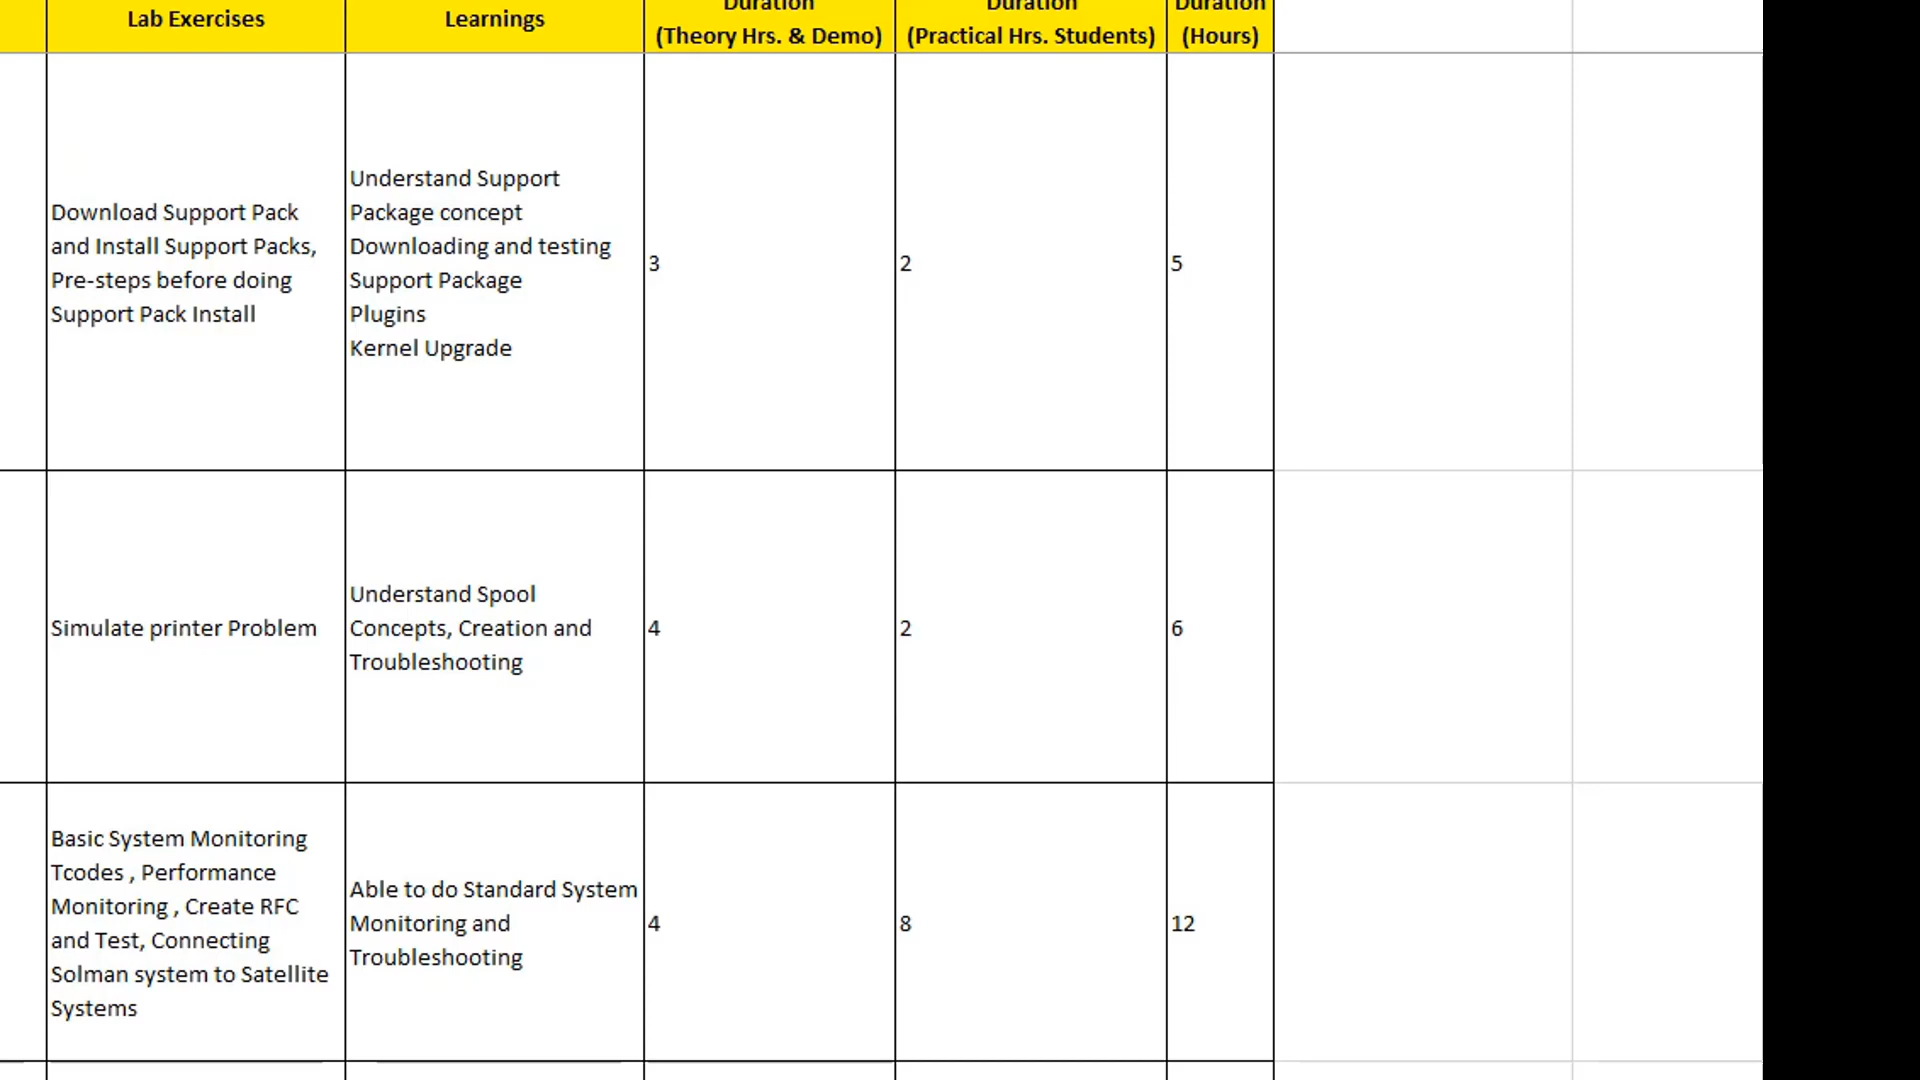 Lab Exercises
Learnings
Duration
(Theory Hrs. & Demo)
Duration
(Practical Hrs. Students)
Duration
(Hours)
Download Support Pack
and Install Support Packs,
Pre-steps before doing
Support Pack Install
Understand Support
Package concept
Downloading and testing
Support Package
Plugins
Kernel Upgrade
3
2
5
Simulate printer Problem
Understand Spool
Concepts, Creation and
Troubleshooting
4
2
6
Basic System Monitoring
Tcodes , Performance
Monitoring , Create RFC
and Test, Connecting
Solman system to Satellite
Systems
Able to do Standard System
Monitoring and
Troubleshooting
4
8
12